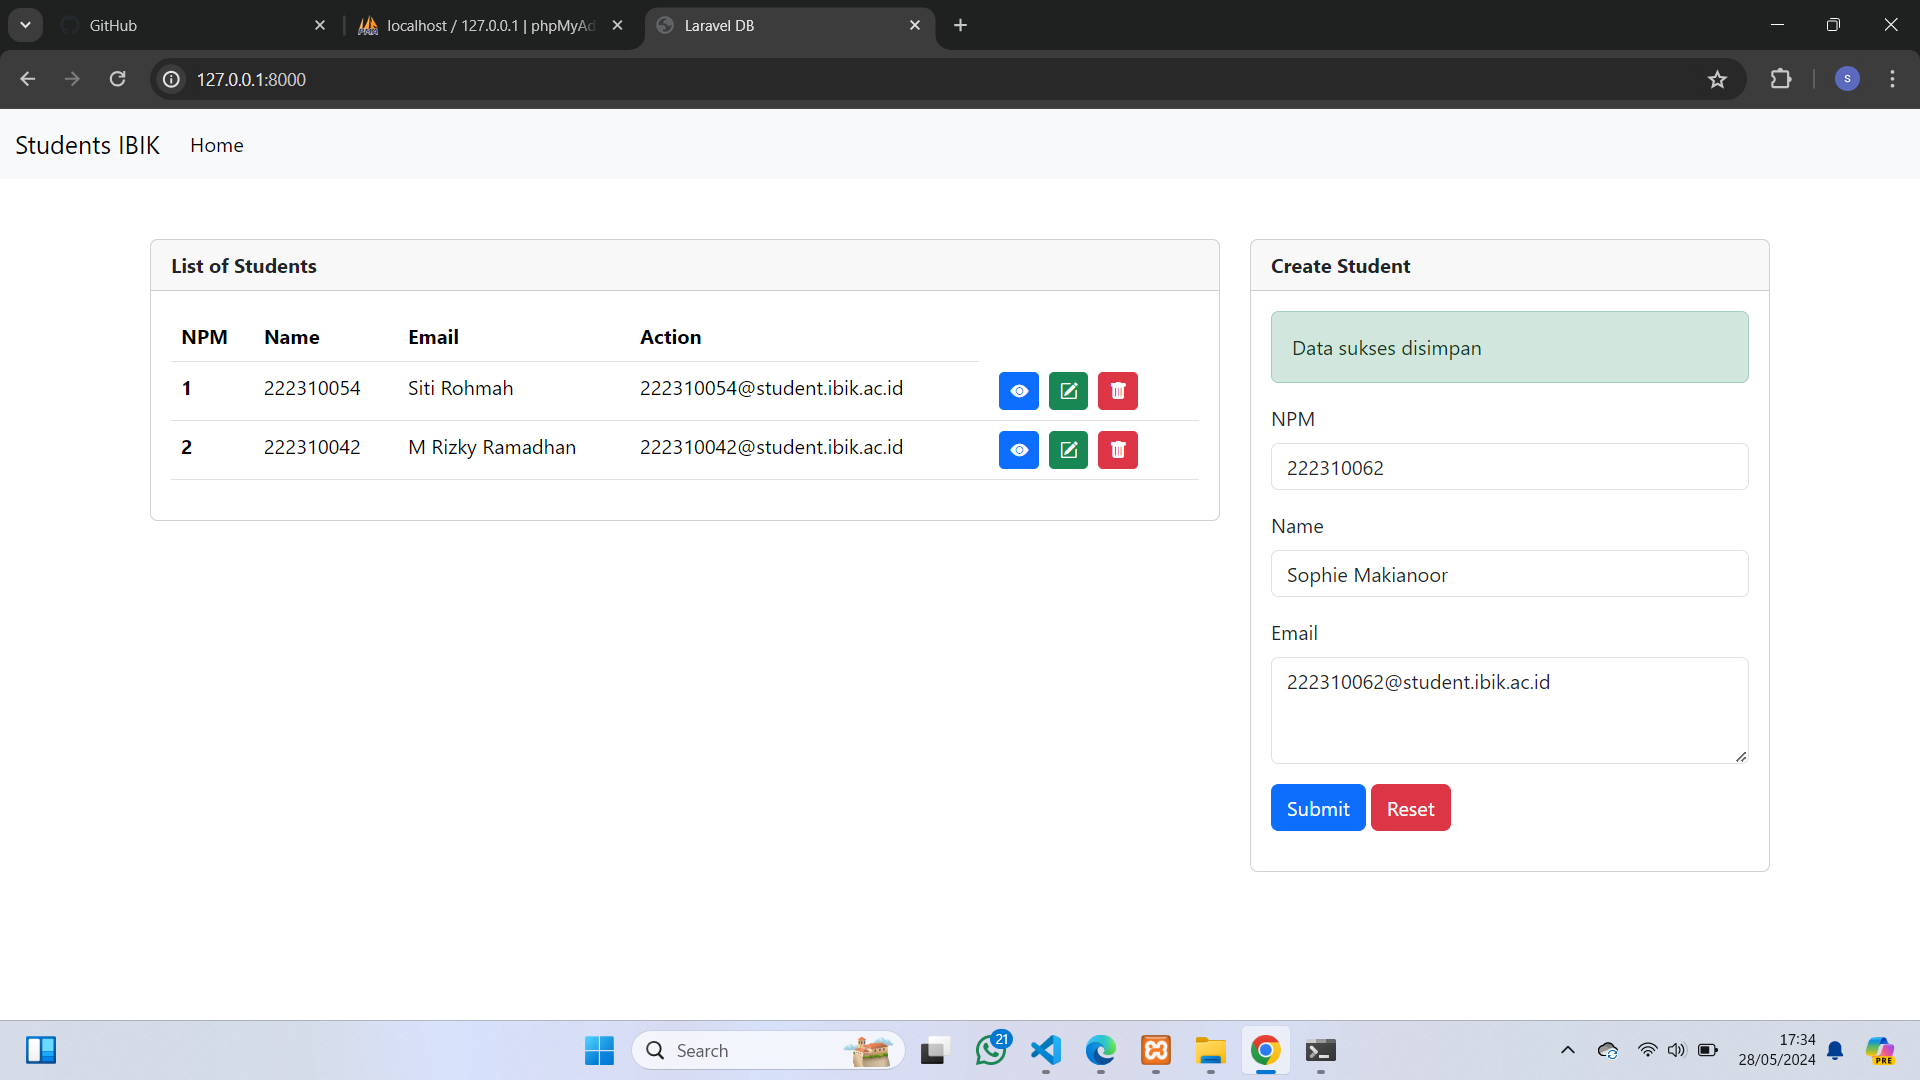 GitHub
localhost / 127.0.0.1 | phpMyAd
Laravel DB
127.0.0.1:8000
S
Students IBIK Home
List of Students
NPM Name Email Action
1 222310054 Siti Rohmah 222310054@student.ibik.ac.id
2 222310042 M Rizky Ramadhan 222310042@student.ibik.ac.id
Create Student
Data sukses disimpan
NPM
222310062
Name
Sophie Makianoor
Email
222310062@student.ibik.ac.id
Submit Reset
Search
21
17:34
28/05/2024
PRE